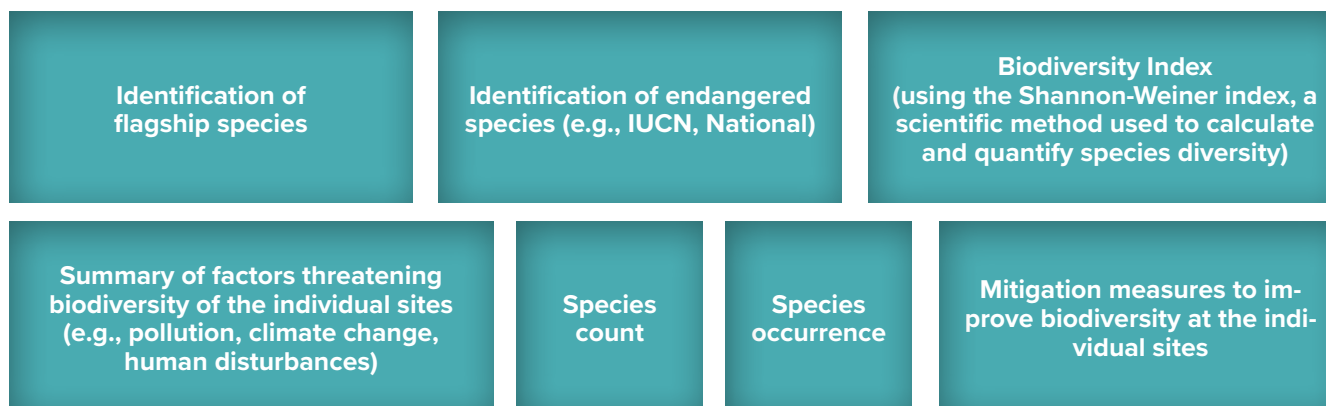 Identification of
flagship species
Identification of endangered
species (e.g., IUCN, National)
Biodiversity Index
(using the Shannon-Weiner index, a
scientific method used to calculate
and quantify species diversity)
Summary of factors threatening
biodiversity of the individual sites
(e.g., pollution, climate change,
human disturbances)
Species
count
Species
occurrence
Mitigation measures to im-
prove biodiversity at the indi-
vidual sites